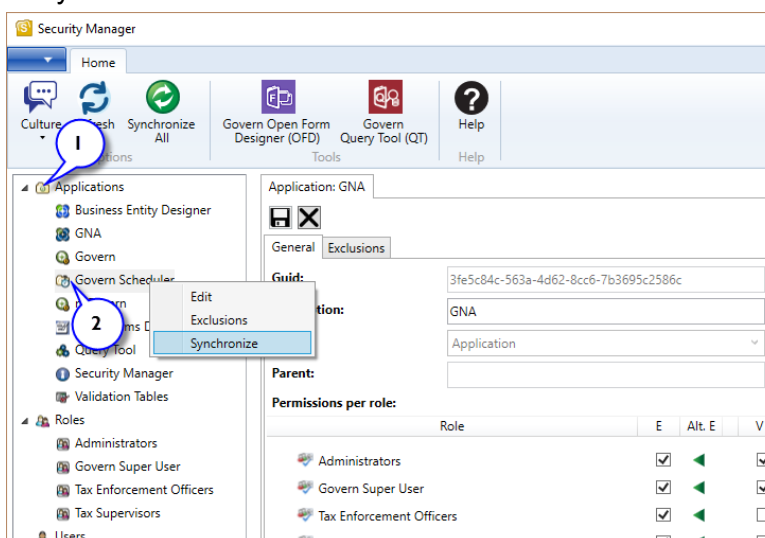 Security Manager
Home
Culture
Synchronize All
Govern Open Form Designer (OFD)
Govern Query Tool (QT)
Help
Tools
Help
1
Applications
Business Entity Designer
GNA
Govern
Govern Scheduler
2
Query Tool
Security Manager
Validation Tables
Roles
Administrators
Govern Super User
Tax Enforcement Officers
Tax Supervisors
Users
Edit
Exclusions
Synchronize
Application: GNA
General
Exclusions
Guid:
3fe5c84c-563a-4d62-8cc6-7b3695c2586c
GNA
Application
Parent:
Permissions per role:
Role
E
Alt. E
V
Administrators
Govern Super User
Tax Enforcement Officers